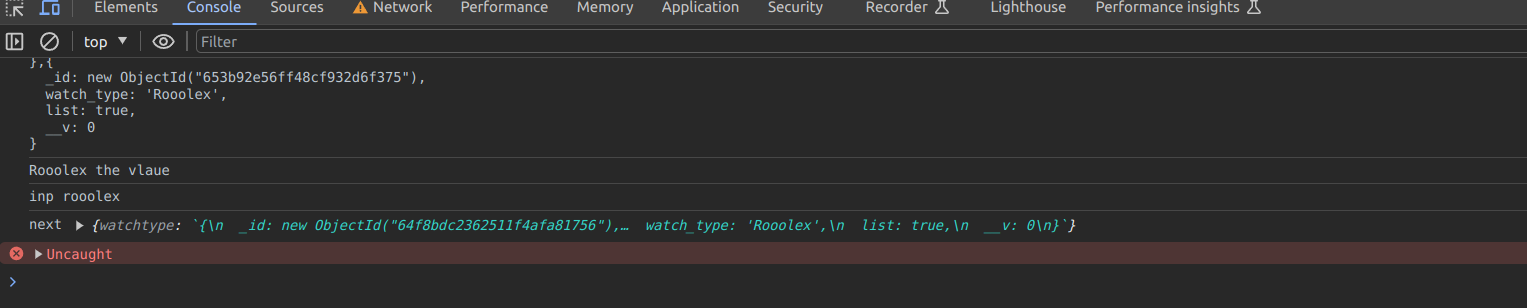 Elements Console Sources Network Performance Memory Application Security Recorder Lighthouse Performance insights
top Filter
},{
_id: new ObjectId("653b92e56ff48cf932d6f375"),
watch_type: 'Rooolex',
list: true,
__v: 0
}
Rooolex the vlaue
inp rooolex
next ▶ {watchtype: `{\n  _id: new ObjectId("64f8bdc2362511f4afa81756"),…  watch_type: 'Rooolex',\n  list: true,\n  __v: 0\n}`}
▶ Uncaught
>